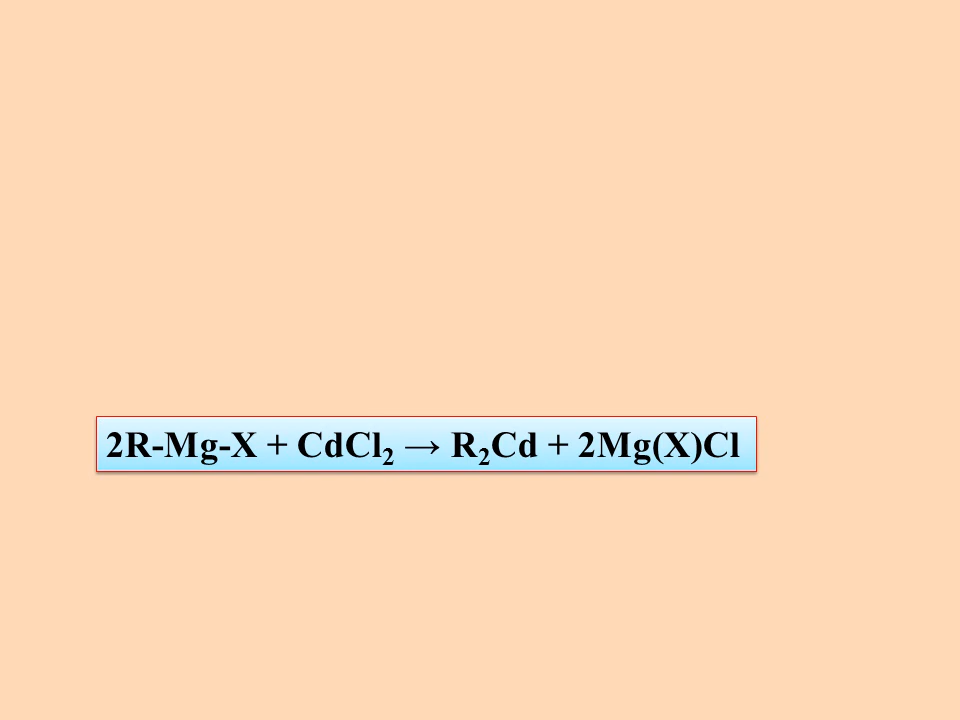 2R-Mg-X + CdCl₂ → R₂Cd + 2Mg(X)Cl